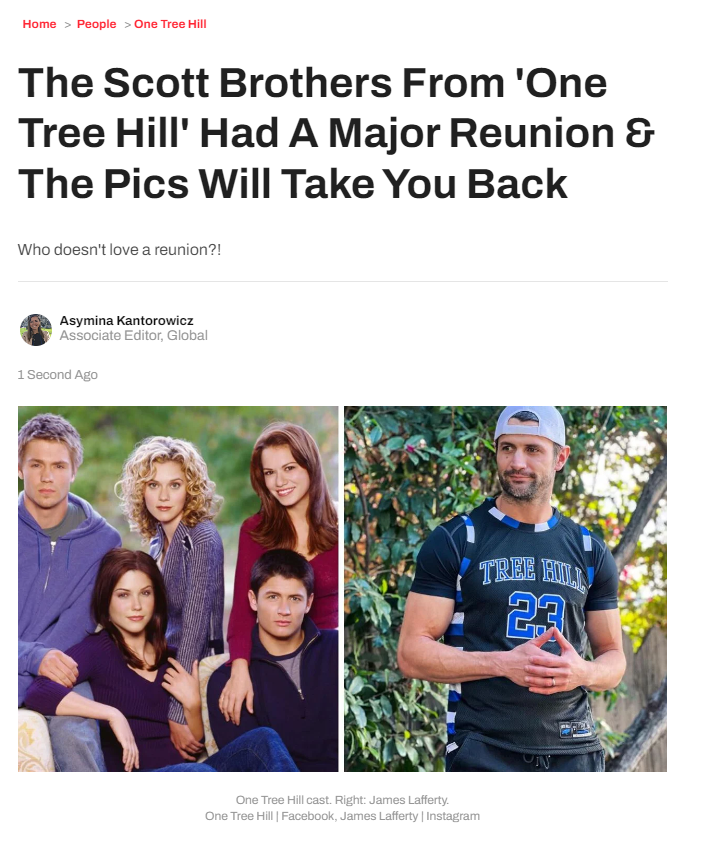 Home > People > One Tree Hill
The Scott Brothers From 'One
Tree Hill' Had A Major Reunion &
The Pics Will Take You Back
Who doesn't love a reunion?!
Asymina Kantorowicz
Associate Editor, Global
1 Second Ago
TREE HILL
23
One Tree Hill cast. Right: James Lafferty.
One Tree Hill | Facebook, James Lafferty | Instagram